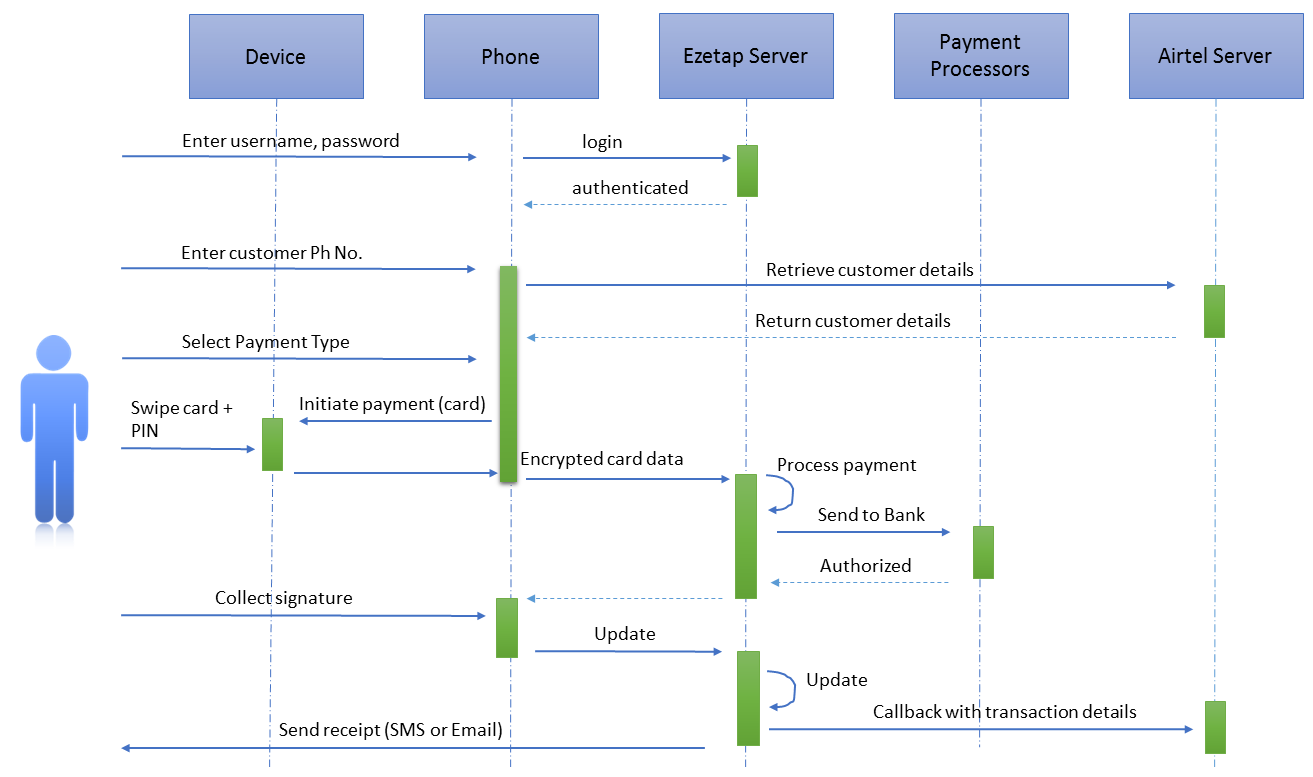 Device
Phone
Ezetap Server
Payment
Processors
Airtel Server
Enter username, password
login
authenticated
Enter customer Ph No.
Retrieve customer details
Return customer details
Select Payment Type
Initiate payment (card)
Swipe card +
PIN
Encrypted card data
Process payment
Send to Bank
Authorized
Collect signature
Update
Update
Callback with transaction details
Send receipt (SMS or Email)